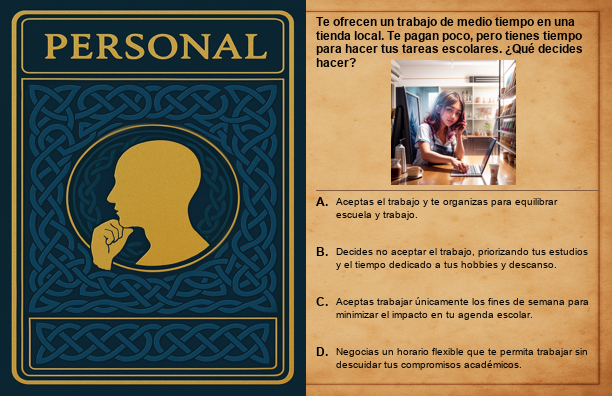 PERSONAL
Te ofrecen un trabajo de medio tiempo en una
tienda local. Te pagan poco, pero tienes tiempo
para hacer tus tareas escolares. ¿Qué decides
hacer?
A. Aceptas el trabajo y te organizas para equilibrar
escuela y trabajo.
B. Decides no aceptar el trabajo, priorizando tus estudios
y el tiempo dedicado a tus hobbies y descanso.
C. Aceptas trabajar únicamente los fines de semana para
minimizar el impacto en tu agenda escolar.
D. Negocias un horario flexible que te permita trabajar sin
descuidar tus compromisos académicos.